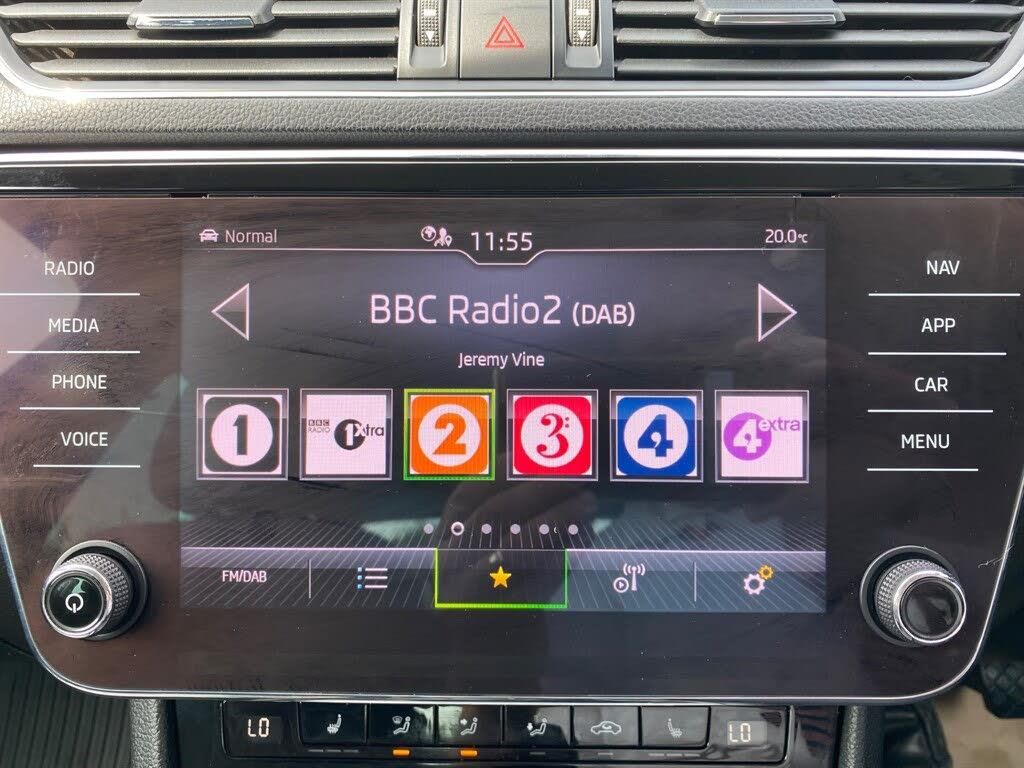 Normal
11:55
20.0°C
RADIO
NAV
BBC Radio2 (DAB)
MEDIA
APP
Jeremy Vine
PHONE
CAR
1
BBC RADIO 1Xtra
2
3
4
4 extra
VOICE
MENU
FM/DAB
LO
LO